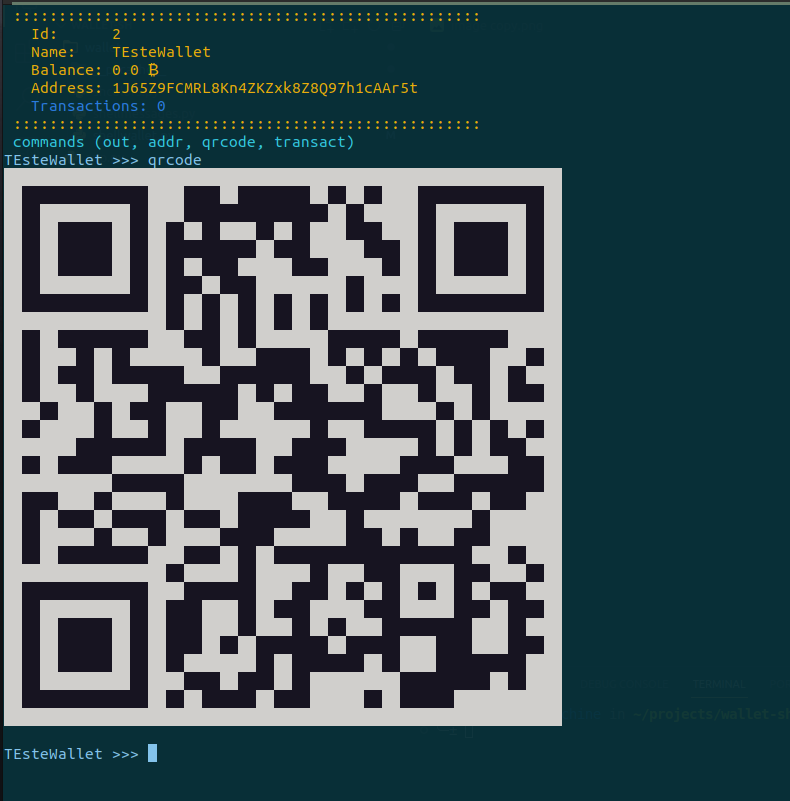 ::::::::::::::::::::::::::::::::::::::::::::::::::::
Id: 2
Name: TEsteWallet
Balance: 0.0 ₿
Address: 1J65Z9FCMRL8Kn4ZKZxk8Z8Q97h1cAAr5t
Transactions: 0
::::::::::::::::::::::::::::::::::::::::::::::::::::
commands (out, addr, qrcode, transact)
TEsteWallet >>> qrcode
TERMINAL
~/projects/wallet-s
TEsteWallet >>>